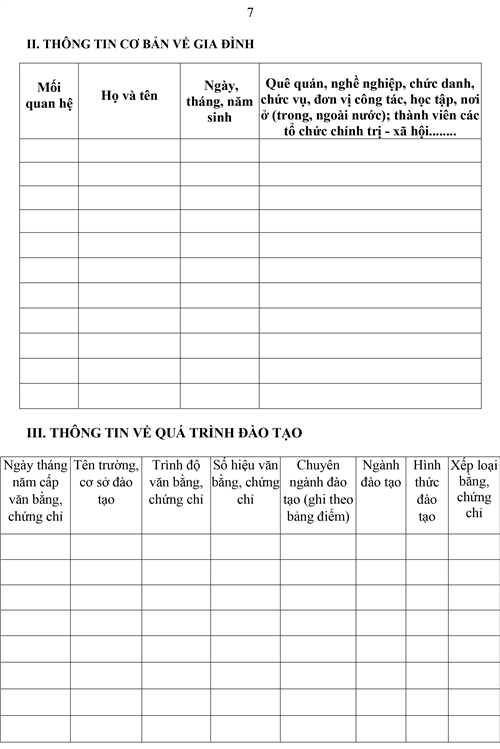 7
II. THÔNG TIN CƠ BẢN VỀ GIA ĐÌNH
Mối
quan hệ
Họ và tên
Ngày,
tháng, năm
sinh
Quê quán, nghề nghiệp, chức danh,
chức vụ, đơn vị công tác, học tập, nơi
ở (trong, ngoài nước); thành viên các
tổ chức chính trị - xã hội........
III. THÔNG TIN VỀ QUÁ TRÌNH ĐÀO TẠO
Ngày tháng
năm cấp
văn bằng,
chứng chỉ
Tên trường,
cơ sở đào
tạo
Trình độ
văn bằng,
chứng chỉ
Số hiệu văn
bằng, chứng
chỉ
Chuyên
ngành đào
tạo (ghi theo
bảng điểm)
Ngành
đào tạo
Hình
thức
đào
tạo
Xếp loại
bằng,
chứng
chỉ